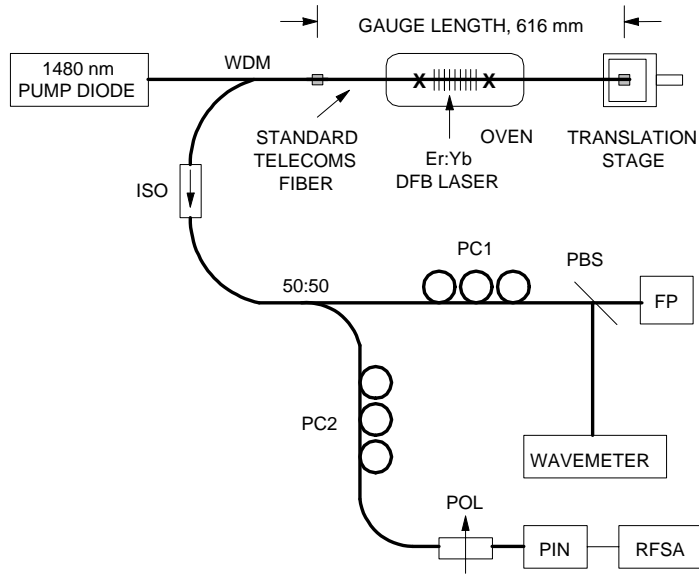 GAUGE LENGTH, 616 mm
1480 nm
PUMP DIODE
WDM
X
X
STANDARD
TELECOMS
FIBER
OVEN
Er:Yb
DFB LASER
TRANSLATION
STAGE
ISO
PC1
PBS
50:50
FP
PC2
WAVEMETER
POL
PIN
RFSA